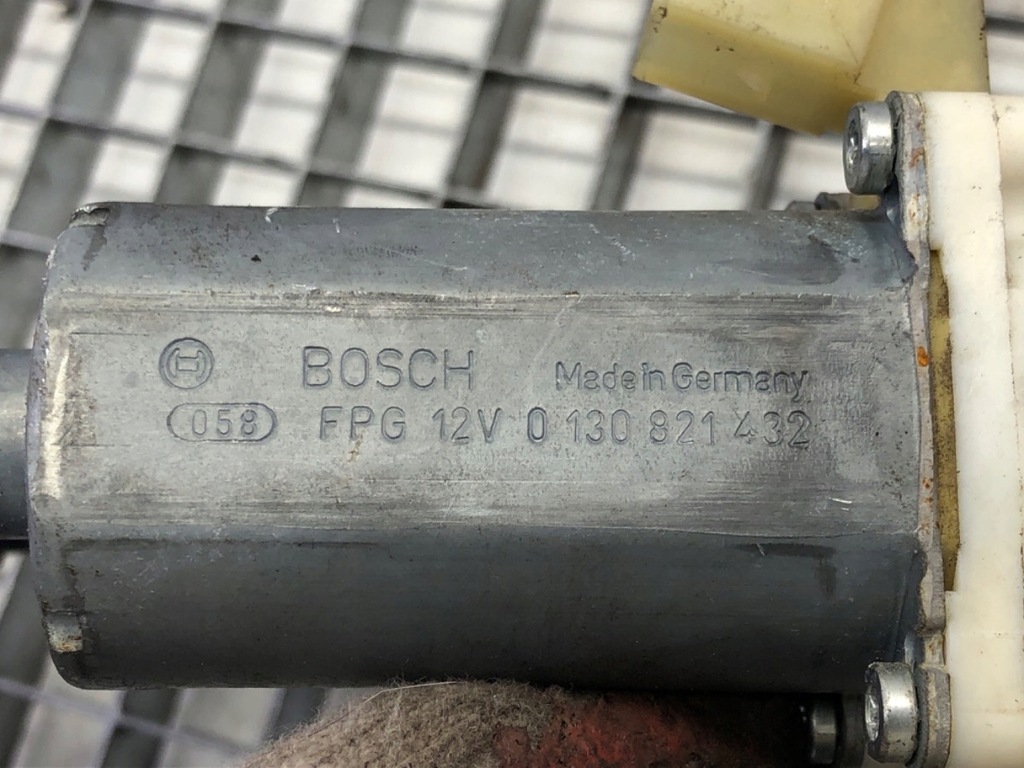 BOSCH Made in Germany
058 FPG 12V 0 130 821 432